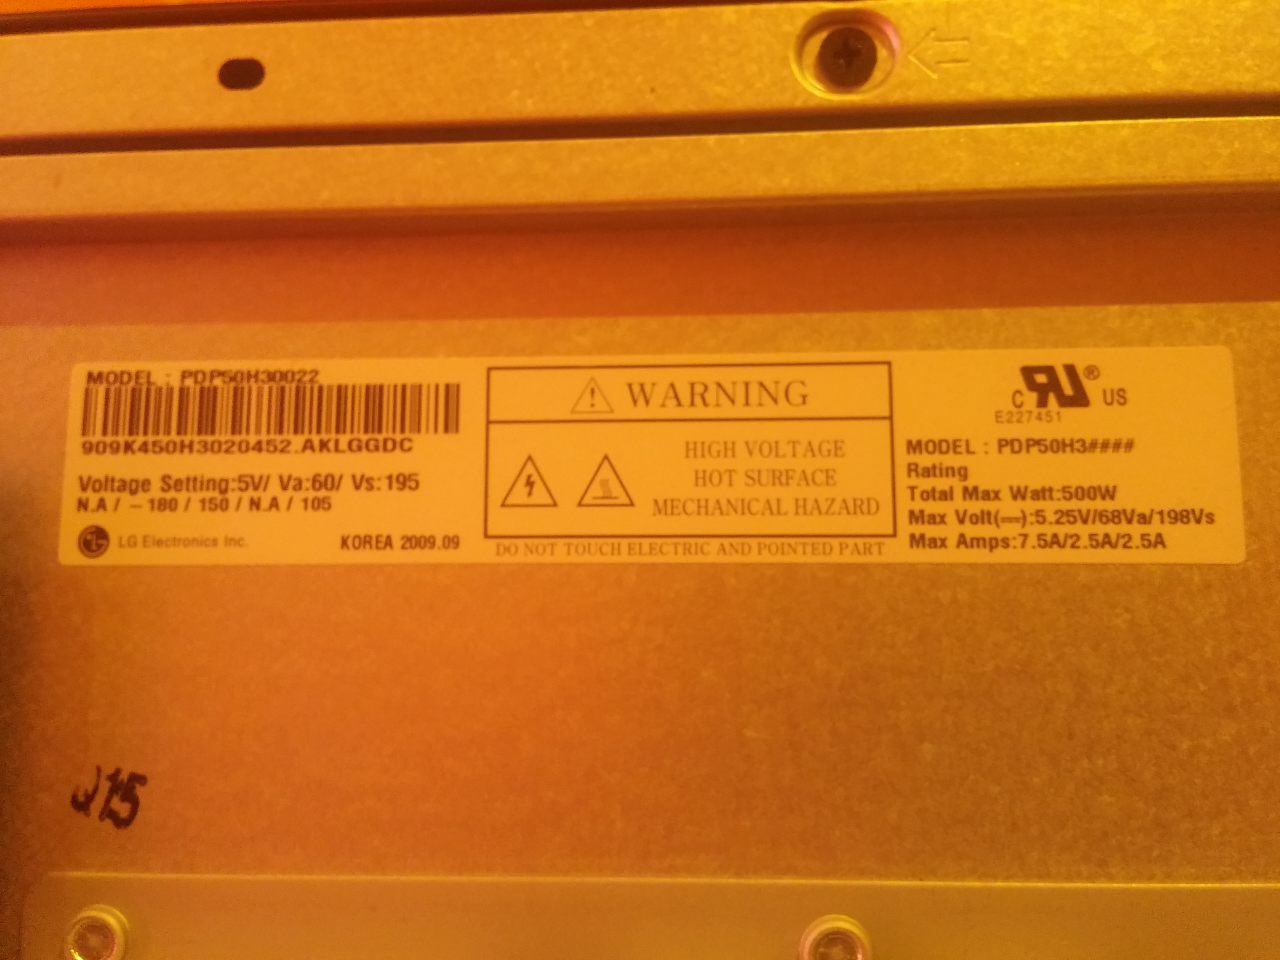 MODEL : PDP50H30022
909K450H3020452.AKLGGDC
Voltage Setting:5V/ Va:60/ Vs:195
N.A / - 180 / 150 / N.A / 105
LG Electronics Inc.
KOREA 2009.09
WARNING
HIGH VOLTAGE
HOT SURFACE
MECHANICAL HAZARD
DO NOT TOUCH ELECTRIC AND POINTED PART
C RU ® US
E227451
MODEL : PDP50H3####
Rating
Total Max Watt:500W
Max Volt(⎓):5.25V/68Va/198Vs
Max Amps:7.5A/2.5A/2.5A